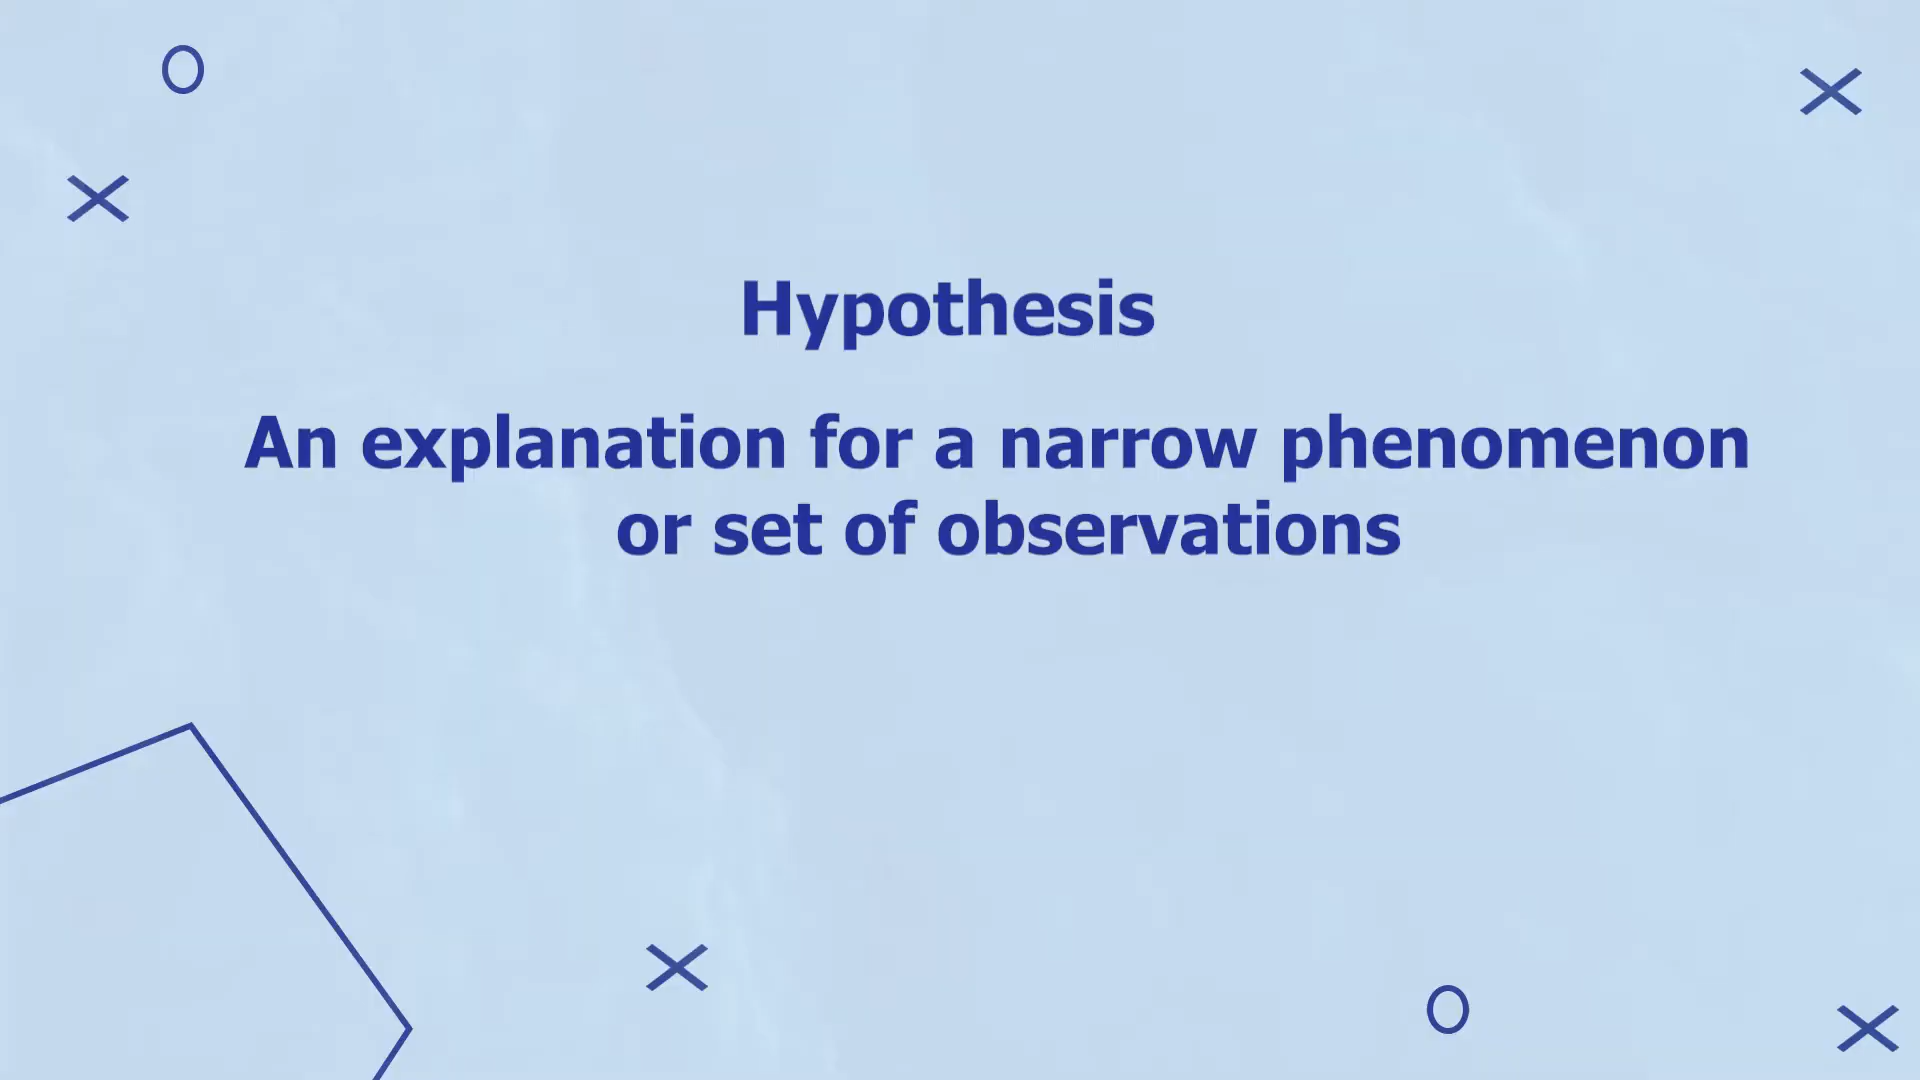 Hypothesis
An explanation for a narrow phenomenon
or set of observations